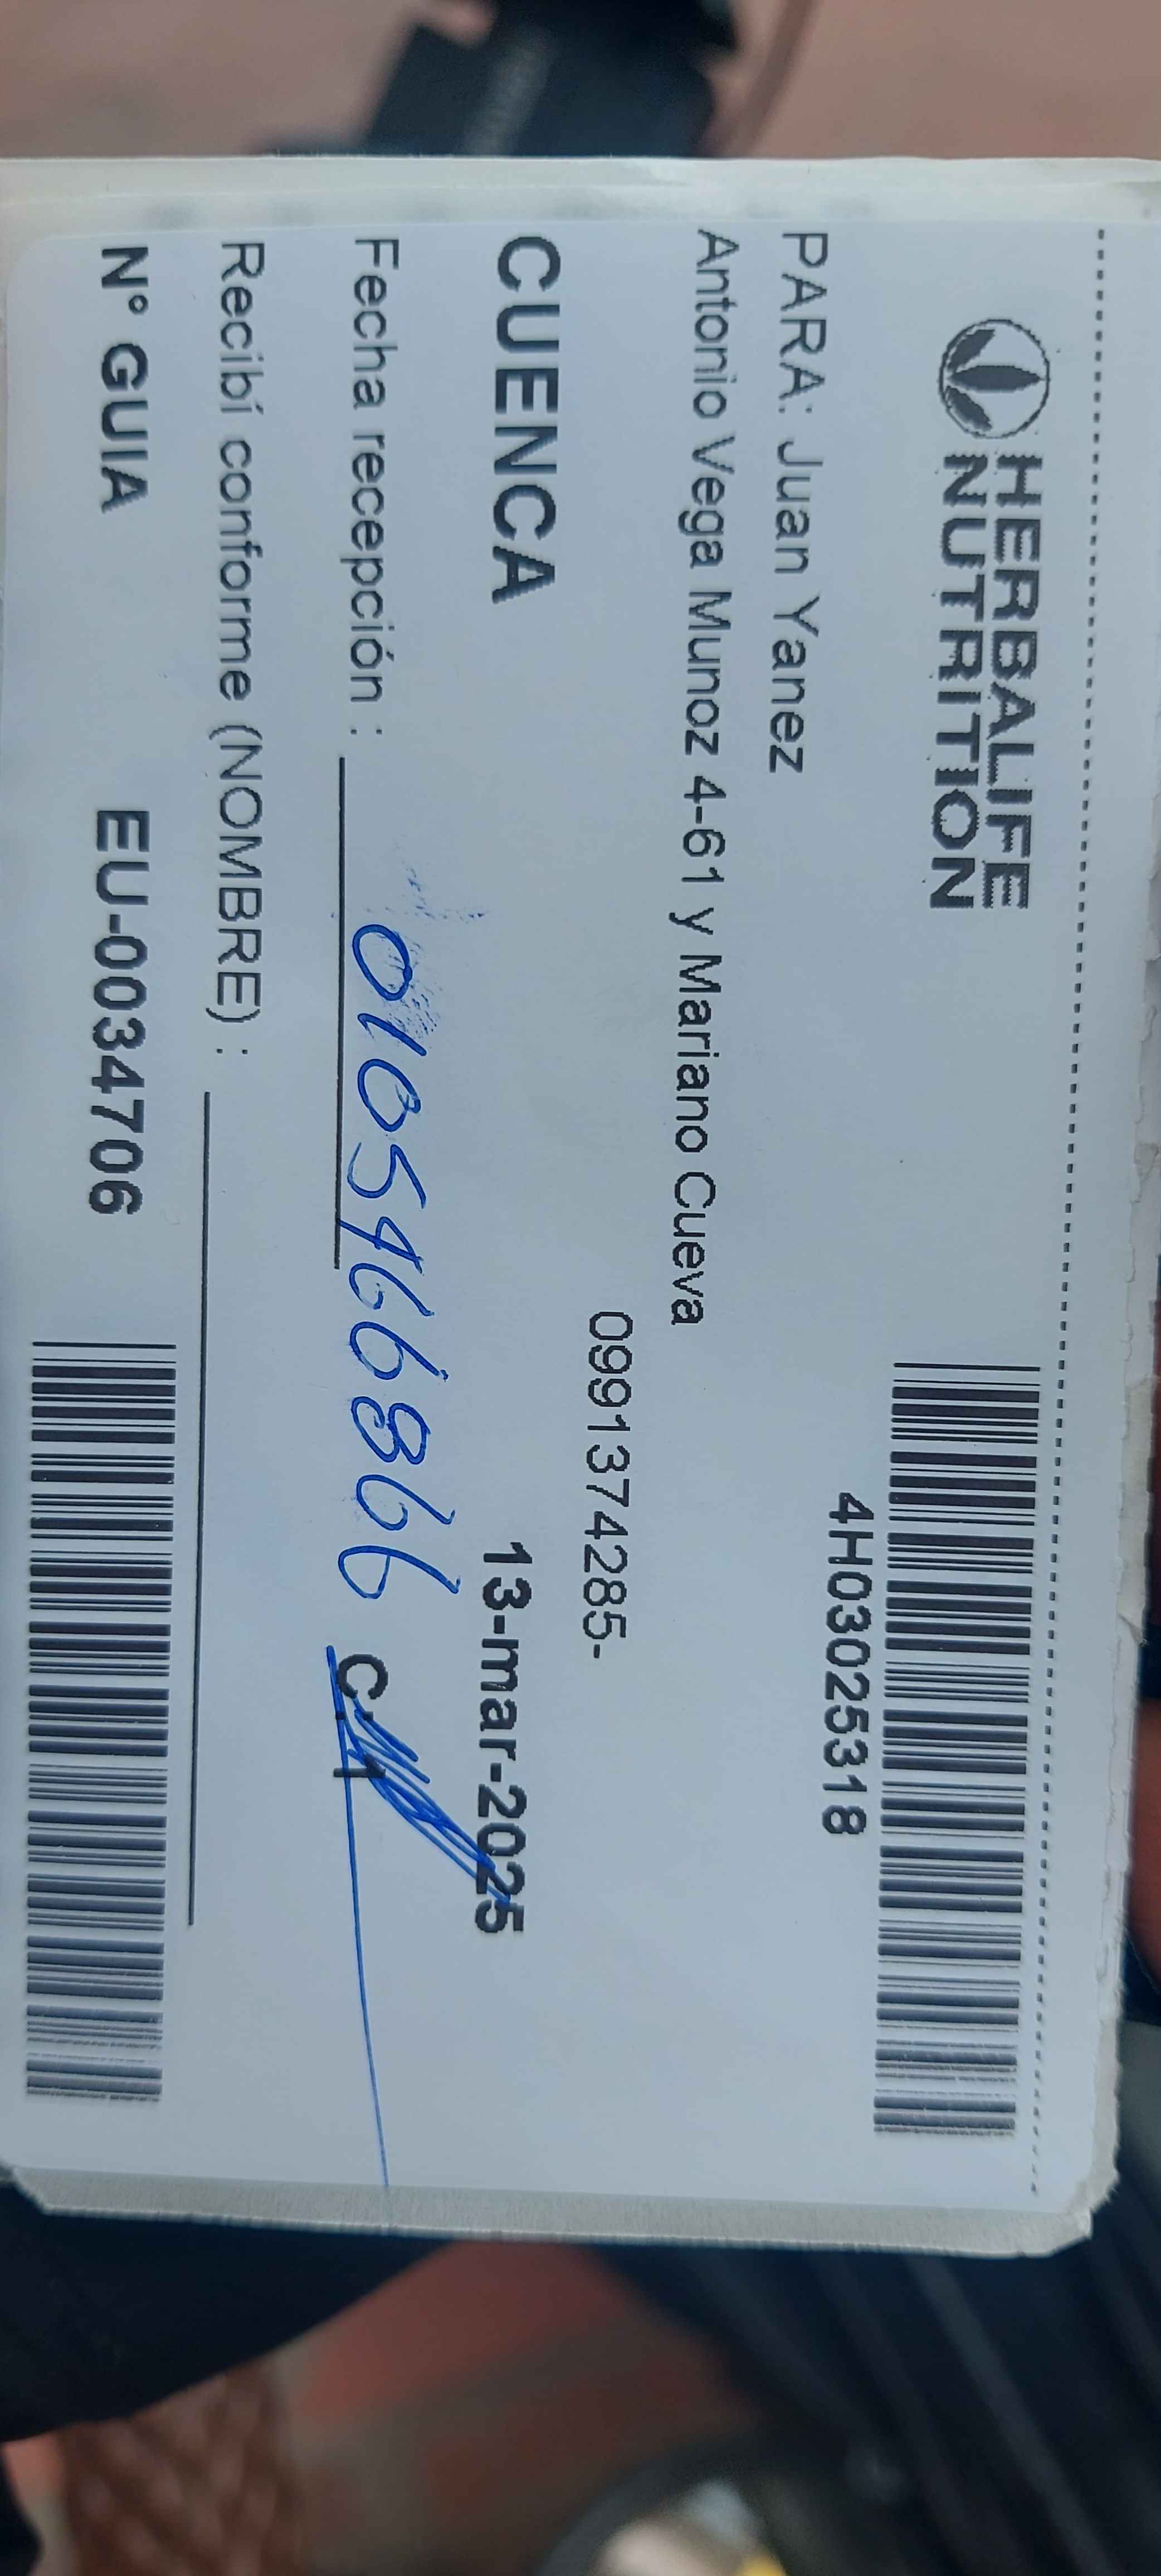 HERBALIFE
NUTRITION
4H03025318
PARA: Juan Yanez
Antonio Vega Munoz 4-61 y Mariano Cueva
0991374285-
CUENCA 13-mar-2025
Fecha recepción : 0105466866 C.I
Recibí conforme (NOMBRE) :
N° GUIA EU-0034706